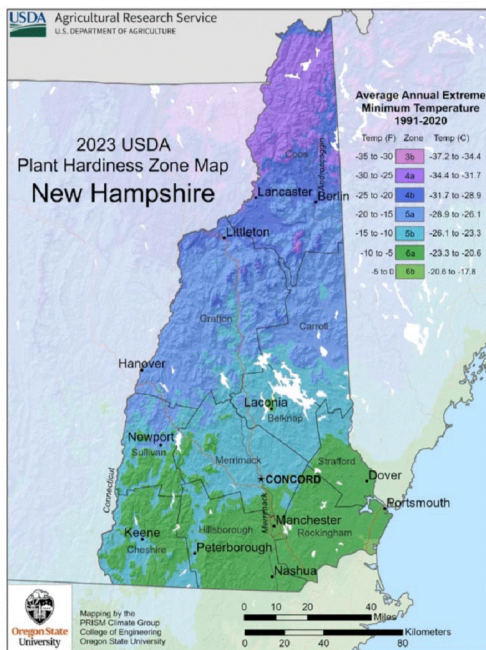 USDA
Agricultural Research Service
U.S. DEPARTMENT OF AGRICULTURE
2023 USDA
Plant Hardiness Zone Map
New Hampshire
Average Annual Extreme
Minimum Temperature
1991-2020
Temp (F) Zone Temp (C)
-35 to -30 3b -37.2 to -34.4
-30 to -25 4a -34.4 to -31.7
-25 to -20 4b -31.7 to -28.9
-20 to -15 5a -28.9 to -26.1
-15 to -10 5b -26.1 to -23.3
-10 to -5 6a -23.3 to -20.6
-5 to 0 6b -20.6 to -17.8
Coos
Androscoggin
Lancaster
Berlin
Littleton
Grafton
Carroll
Hanover
Laconia
Belknap
Newport
Sullivan
Merrimack
Strafford
Connecticut
CONCORD
Dover
Merrimack
Portsmouth
Hillsborough
Manchester
Rockingham
Keene
Cheshire
Peterborough
Nashua
Oregon State
University
Mapping by the
PRISM Climate Group
College of Engineering
Oregon State University
0 10 20 40
Miles
Kilometers
0 20 40 80